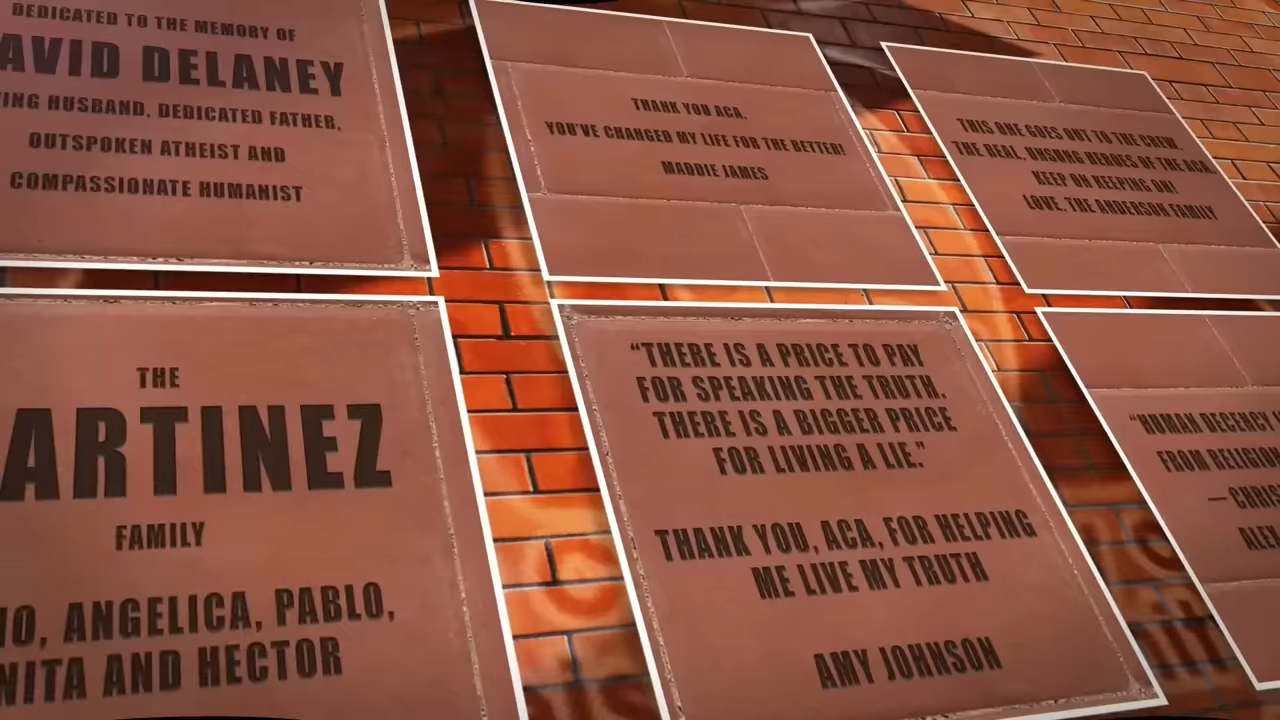 DEDICATED TO THE MEMORY OF
AVID DELANEY
ING HUSBAND, DEDICATED FATHER,
OUTSPOKEN ATHEIST AND
COMPASSIONATE HUMANIST
THANK YOU ACA.
YOU'VE CHANGED MY LIFE FOR THE BETTER!
MADDIE JAMES
THIS ONE GOES OUT TO THE CREW.
THE REAL, UNSUNG HEROES OF THE ACA
KEEP ON KEEPING ON!
LOVE, THE ANDERSON FAMILY
THE
ARTINEZ
FAMILY
IO, ANGELICA, PABLO,
NITA AND HECTOR
“THERE IS A PRICE TO PAY
FOR SPEAKING THE TRUTH.
THERE IS A BIGGER PRICE
FOR LIVING A LIE.”
THANK YOU, ACA, FOR HELPING
ME LIVE MY TRUTH
AMY JOHNSON
“HUMAN DECENCY
FROM RELIGIO
— CHRIS
ALEX